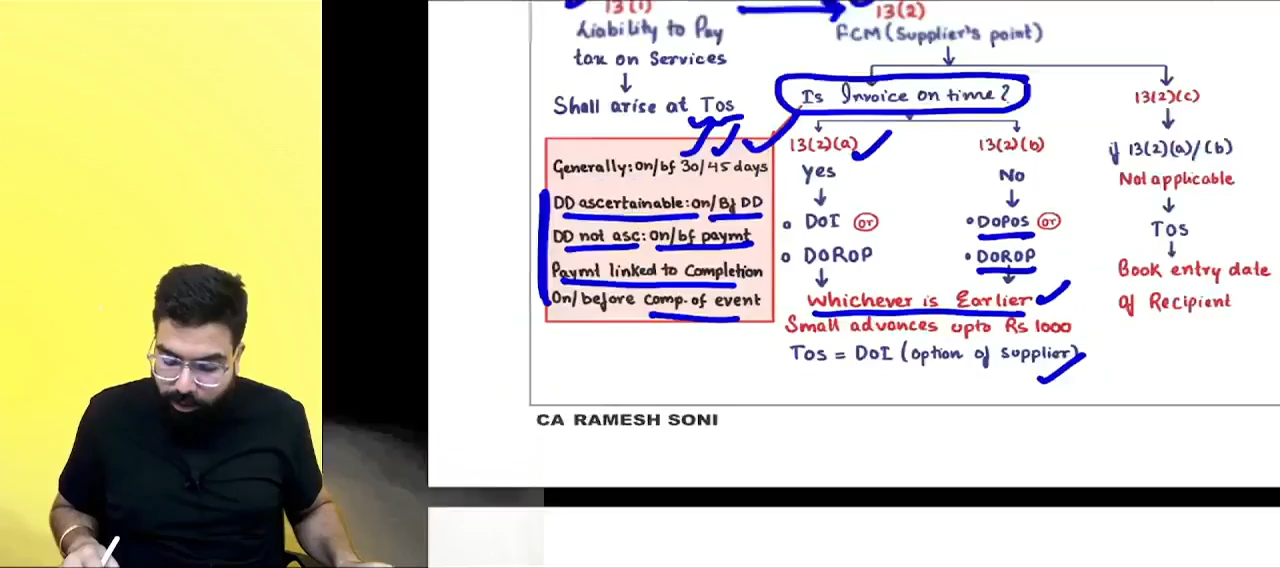 13(1)
Liability to Pay
tax on Services
Shall arise at Tos
13(2)
FCM (Supplier's point)
Is Invoice on time?
13(2)(a)
Yes
DOI or
DOROP
13(2)(b)
No
DOPOS or
DOROP
Whichever is Earlier
Small advances upto Rs 1000
Tos = DOI (option of supplier)
13(2)(c)
if 13(2)(a)/(b)
Not applicable
TOS
Book entry date
of Recipient
Generally: on/bf 30/45 days
DD ascertainable: on/Bf DD
DD not asc: on/bf paymt
Paymt linked to Completion
On/before comp. of event
CA RAMESH SONI